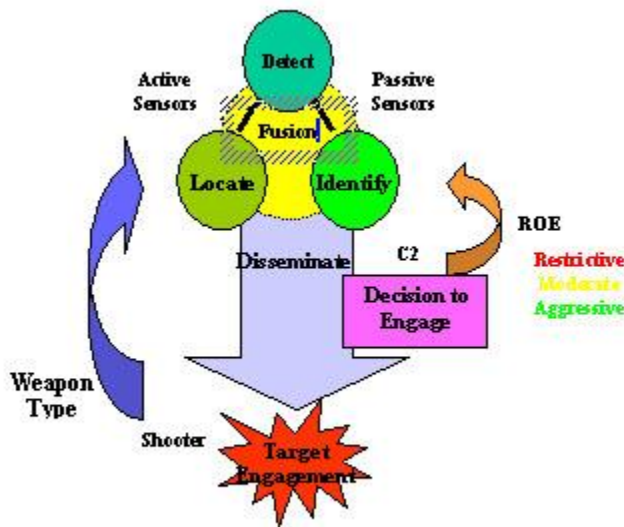 Detect
Active
Sensors
Passive
Sensors
Fusion
Locate
Identify
ROE
C2
Disseminate
Restrictive
Moderate
Aggressive
Decision to
Engage
Weapon
Type
Shooter
Target
Engagement